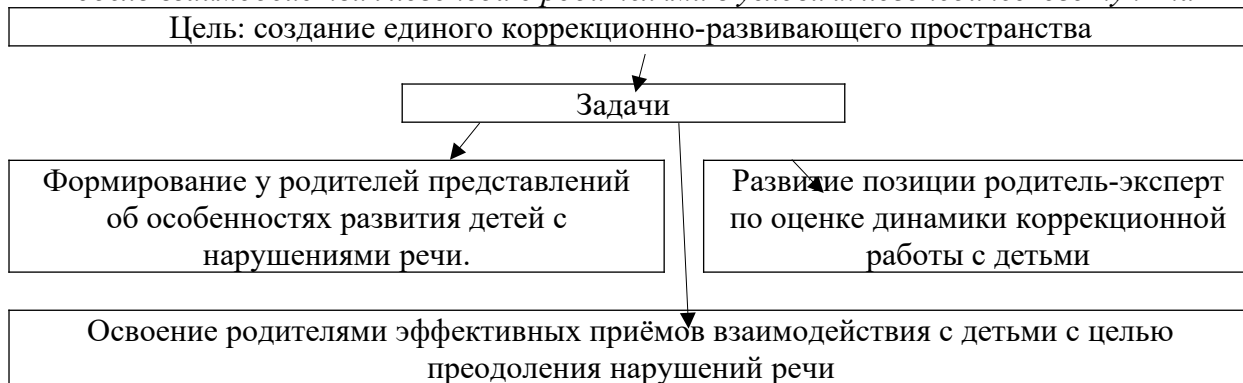 Цель: создание единого коррекционно-развивающего пространства
Задачи
Формирование у родителей представлений
об особенностях развития детей с
нарушениями речи.
Развитие позиции родитель-эксперт
по оценке динамики коррекционной
работы с детьми
Освоение родителями эффективных приёмов взаимодействия с детьми с целью
преодоления нарушений речи